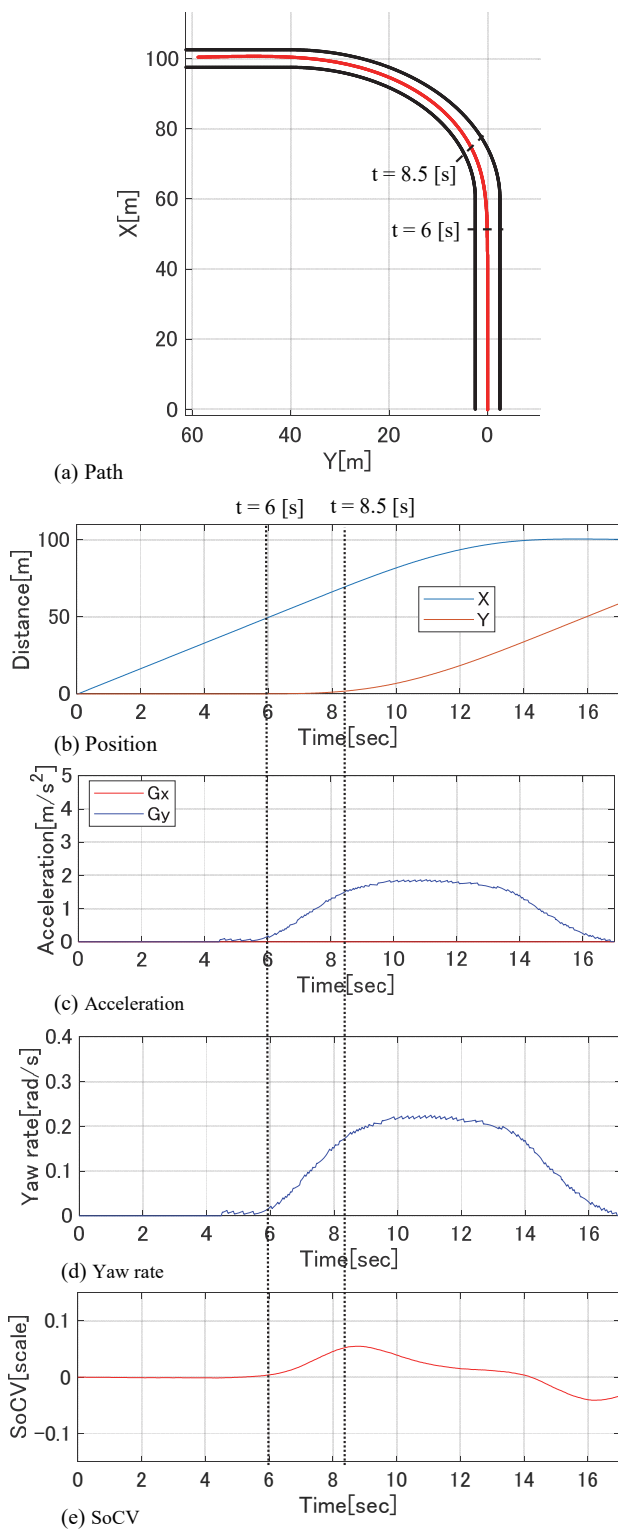 100
80
60
40
20
0
X[m]
t = 8.5 [s]
t = 6 [s]
60 40 20 0
Y[m]
(a) Path
t = 6 [s] t = 8.5 [s]
100
50
0
Distance[m]
X
Y
0 2 4 6 8 10 12 14 16
Time[sec]
(b) Position
5
4
3
2
1
0
Acceleration[m/s²]
Gx
Gy
0 2 4 6 8 10 12 14 16
Time[sec]
(c) Acceleration
0.4
0.3
0.2
0.1
0
Yaw rate[rad/s]
0 2 4 6 8 10 12 14 16
Time[sec]
(d) Yaw rate
0.1
0
-0.1
SoCV[scale]
0 2 4 6 8 10 12 14 16
Time[sec]
(e) SoCV